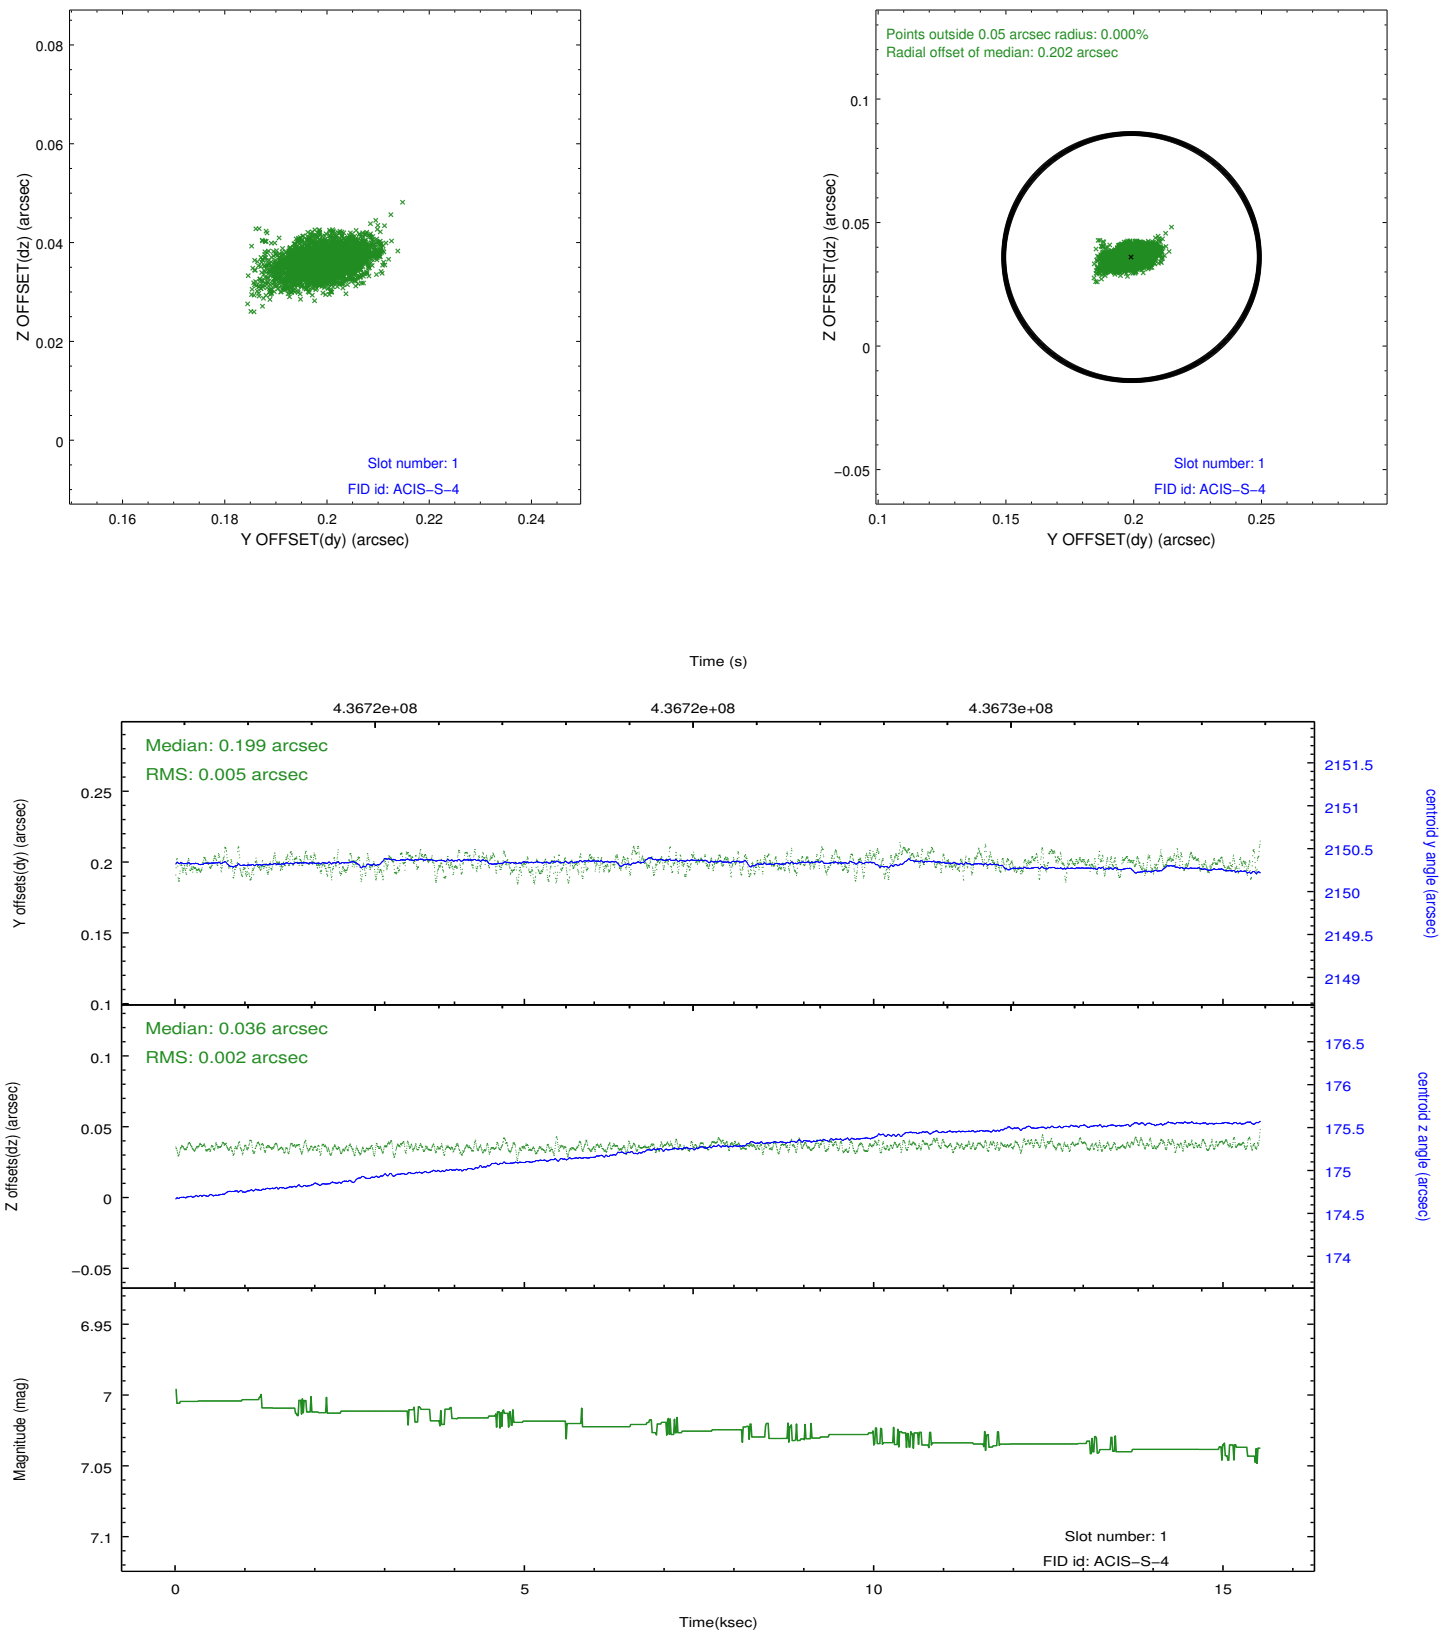 0.08
0.06
0.04
0.02
0
Z OFFSET(dz) (arcsec)
Slot number: 1
FID id: ACIS−S−4
0.16 0.18 0.2 0.22 0.24
Y OFFSET(dy) (arcsec)
Points outside 0.05 arcsec radius: 0.000%
Radial offset of median: 0.202 arcsec
0.1
0.05
0
−0.05
Z OFFSET(dz) (arcsec)
Slot number: 1
FID id: ACIS−S−4
0.1 0.15 0.2 0.25
Y OFFSET(dy) (arcsec)
Time (s)
4.3672e+08 4.3672e+08 4.3673e+08
Median: 0.199 arcsec
RMS: 0.005 arcsec
0.25
0.2
0.15
0.1
Y offsets(dy) (arcsec)
2151.5
2151
2150.5
2150
2149.5
2149
centroid y angle (arcsec)
Median: 0.036 arcsec
RMS: 0.002 arcsec
0.1
0.05
0
−0.05
Z offsets(dz) (arcsec)
176.5
176
175.5
175
174.5
174
centroid z angle (arcsec)
6.95
7
7.05
7.1
Magnitude (mag)
Slot number: 1
FID id: ACIS−S−4
0 5 10 15
Time(ksec)